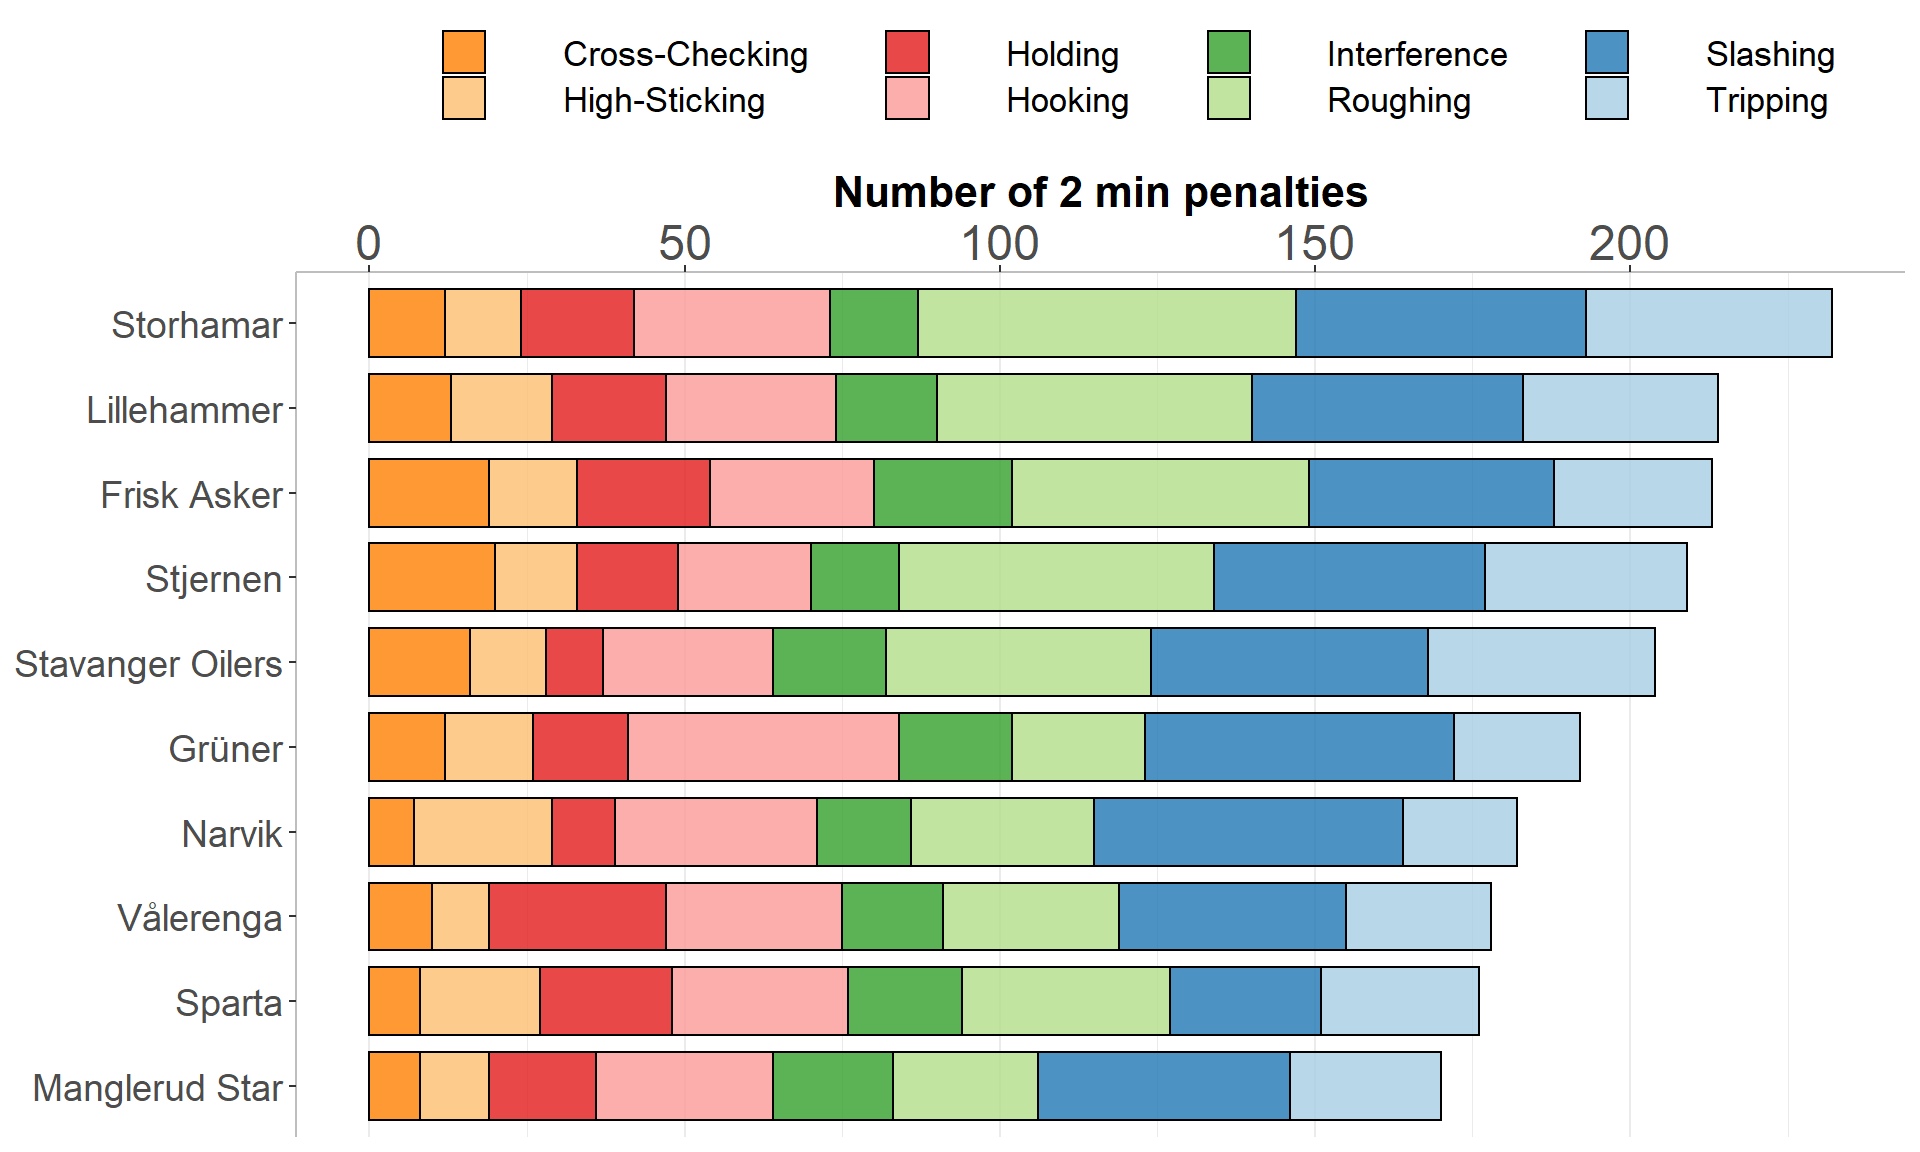 Cross-Checking Holding Interference Slashing
High-Sticking Hooking Roughing Tripping
Number of 2 min penalties
0 50 100 150 200
Storhamar
Lillehammer
Frisk Asker
Stjernen
Stavanger Oilers
Grüner
Narvik
Vålerenga
Sparta
Manglerud Star